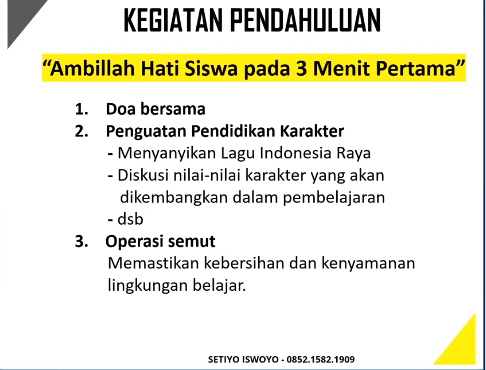 KEGIATAN PENDAHULUAN
“Ambillah Hati Siswa pada 3 Menit Pertama”
1. Doa bersama
2. Penguatan Pendidikan Karakter
- Menyanyikan Lagu Indonesia Raya
- Diskusi nilai-nilai karakter yang akan
dikembangkan dalam pembelajaran
- dsb
3. Operasi semut
Memastikan kebersihan dan kenyamanan
lingkungan belajar.
SETIYO ISWOYO - 0852.1582.1909